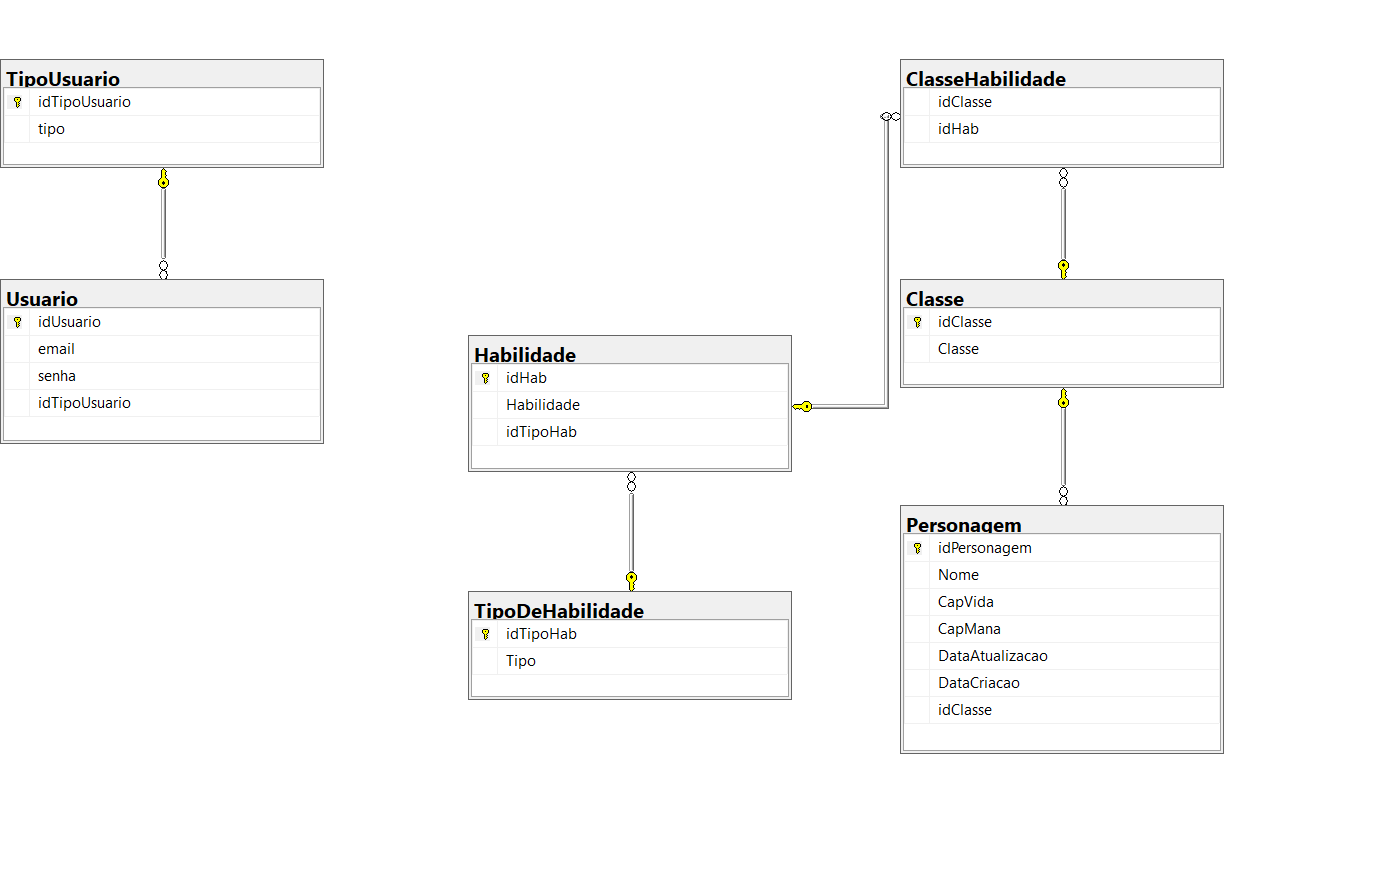 TipoUsuario
idTipoUsuario
tipo
Usuario
idUsuario
email
senha
idTipoUsuario
Habilidade
idHab
Habilidade
idTipoHab
TipoDeHabilidade
idTipoHab
Tipo
ClasseHabilidade
idClasse
idHab
Classe
idClasse
Classe
Personagem
idPersonagem
Nome
CapVida
CapMana
DataAtualizacao
DataCriacao
idClasse